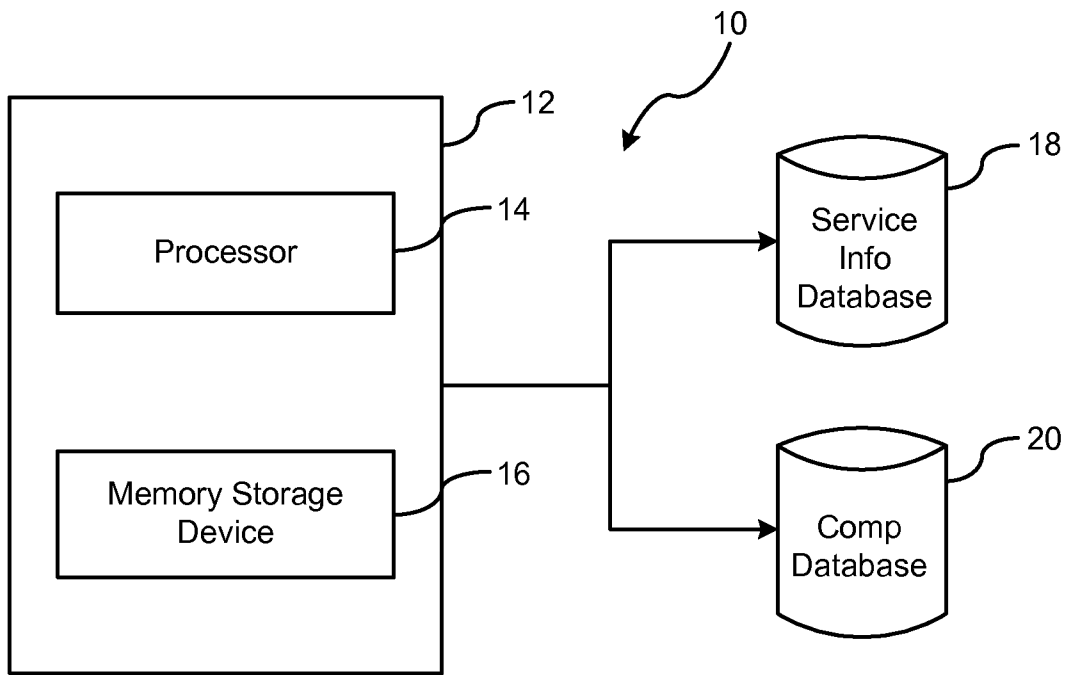 10
12
18
14
Processor
Service
Info
Database
20
16
Memory Storage
Device
Comp
Database